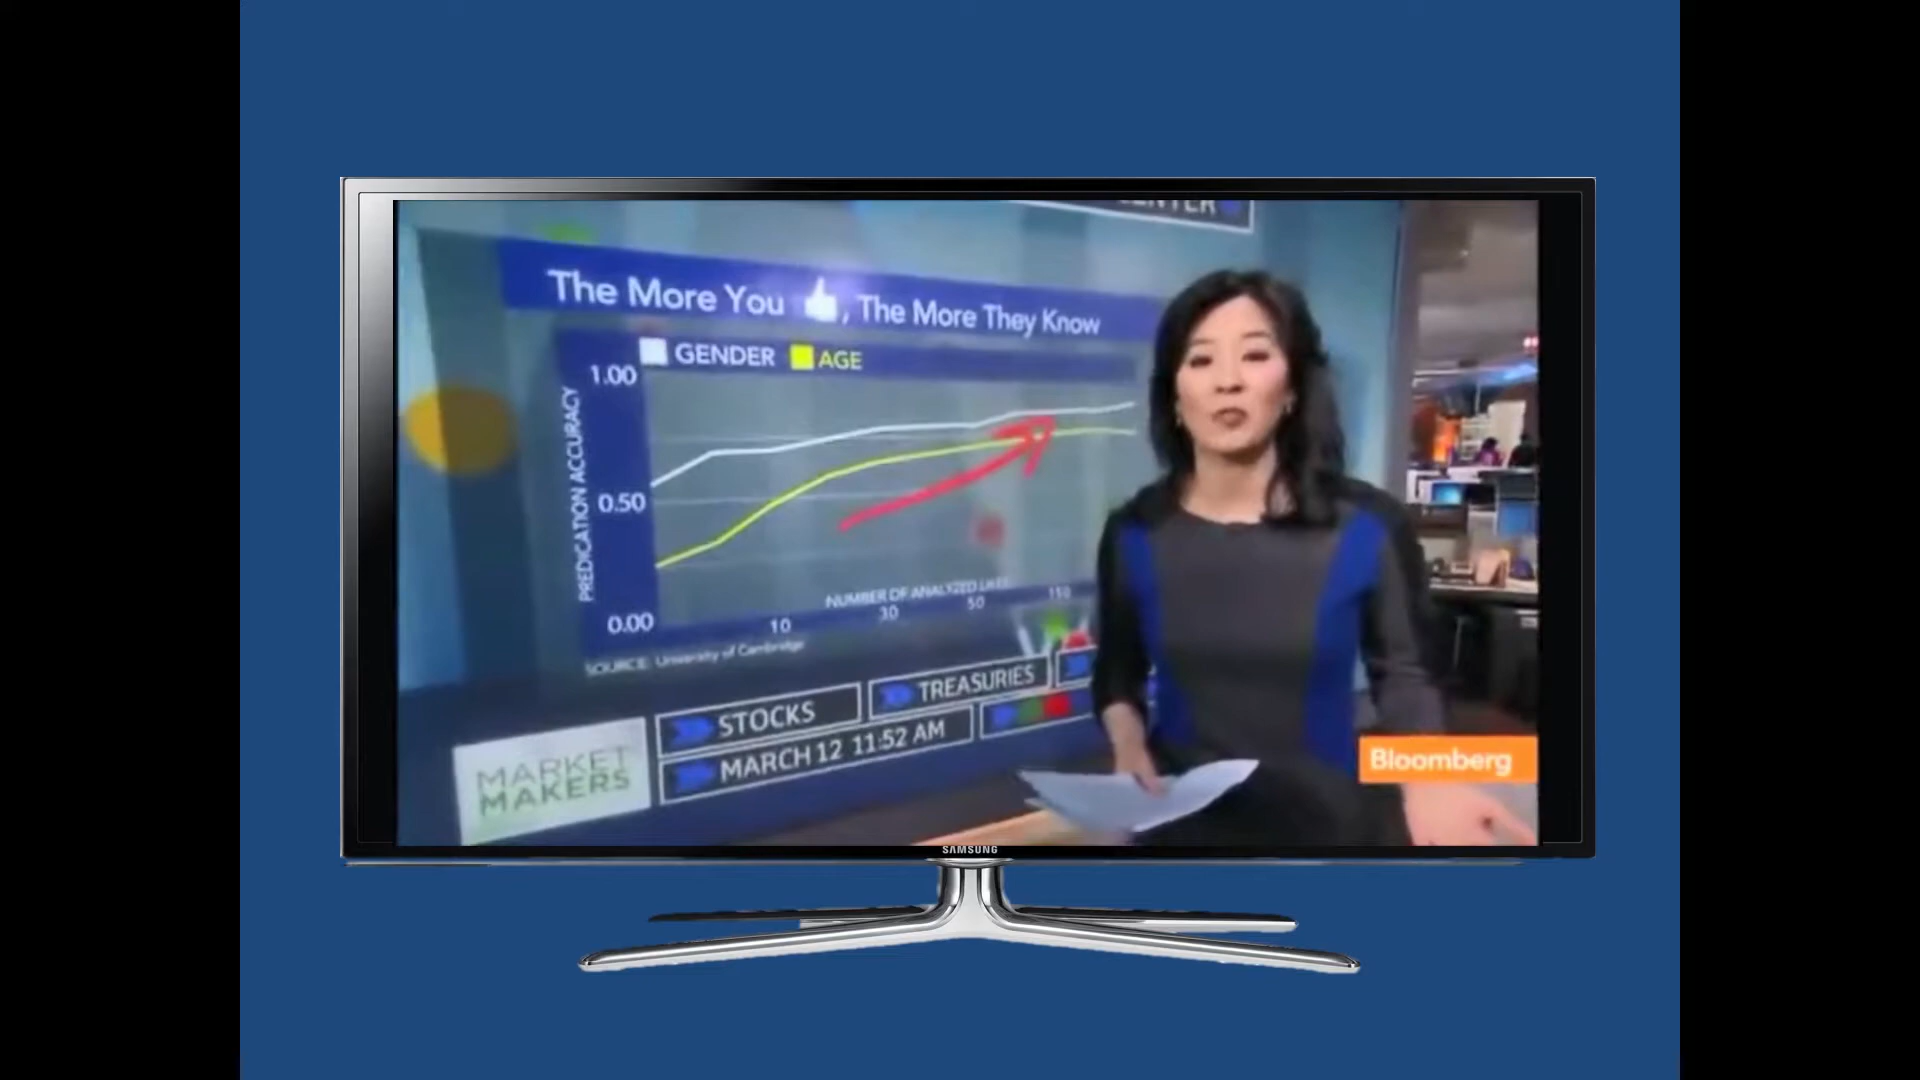 The More You , The More They Know
GENDER AGE
1.00
0.50
0.00
PREDICATION ACCURACY
NUMBER OF ANALYZED LIKES
10 30 50 150
SOURCE: University of Cambridge
STOCKS
TREASURIES
MARCH 12 11:52 AM
MARKET
MAKERS
Bloomberg
SAMSUNG